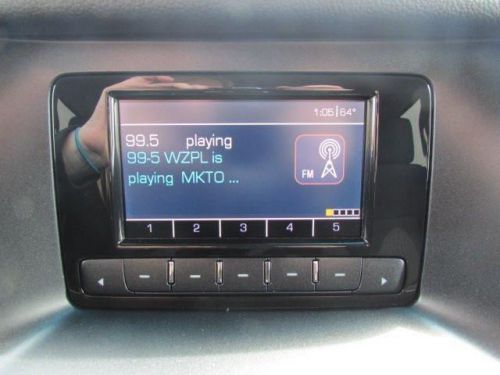 1:05 64°
99.5 playing
99-5 WZPL is
playing MKTO ...
FM
1 2 3 4 5